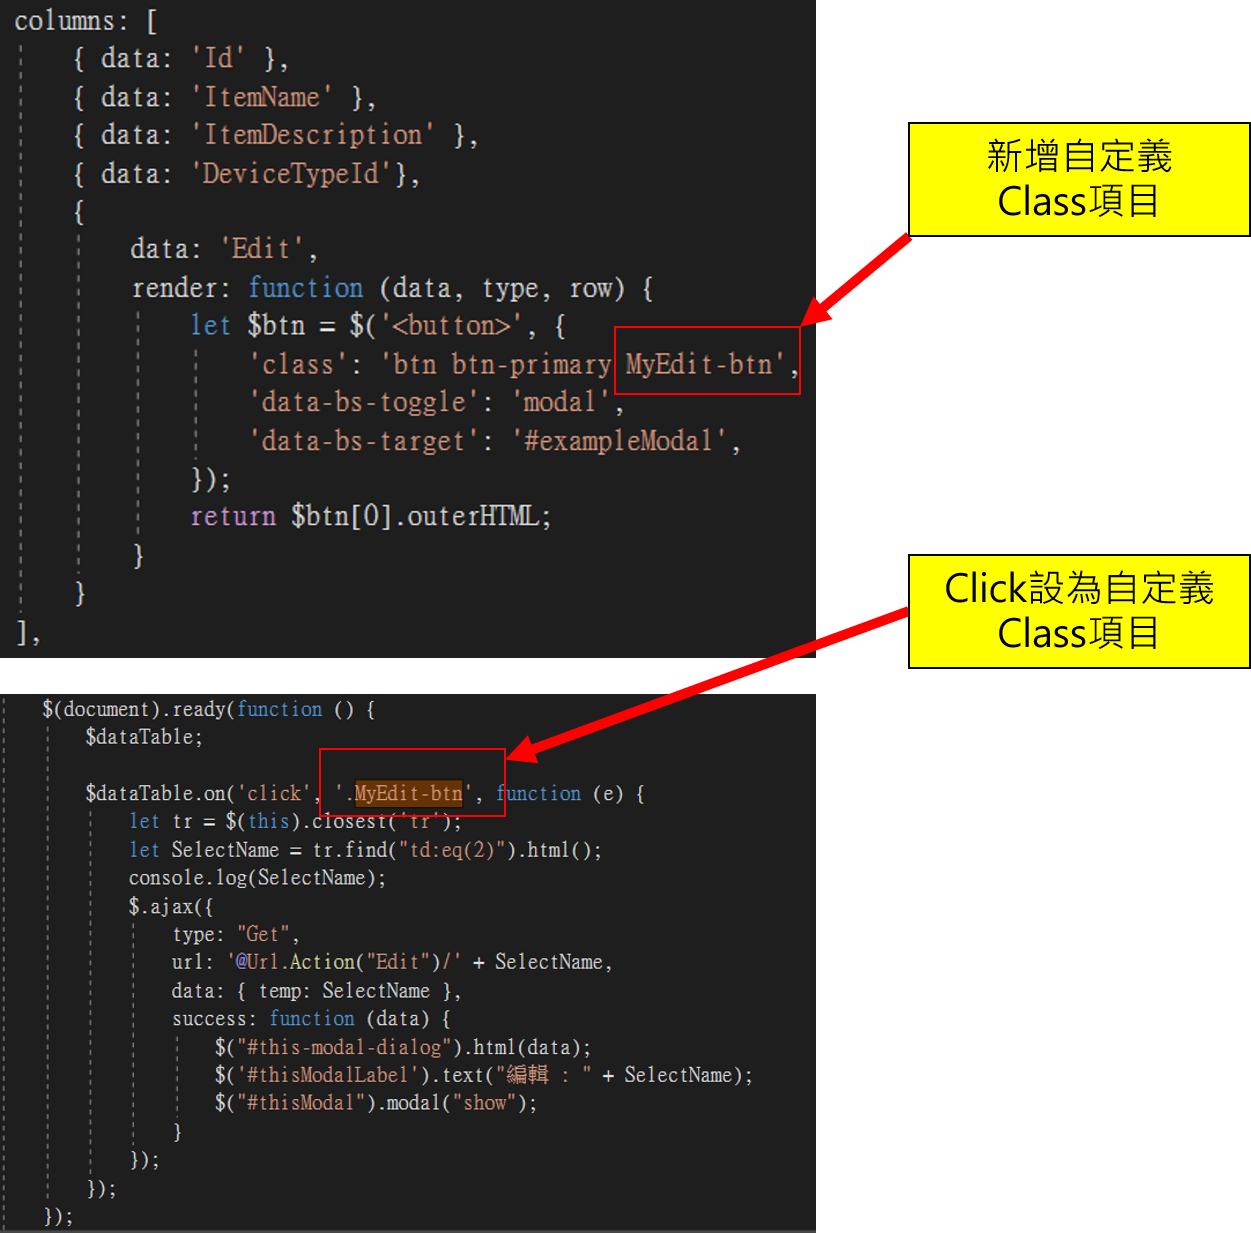 columns: [
{ data: 'Id' },
{ data: 'ItemName' },
{ data: 'ItemDescription' },
{ data: 'DeviceTypeId'},
{
data: 'Edit',
render: function (data, type, row) {
let $btn = $('<button>', {
'class': 'btn btn-primary MyEdit-btn',
'data-bs-toggle': 'modal',
'data-bs-target': '#exampleModal',
});
return $btn[0].outerHTML;
}
}
],
新增自定義
Class項目
Click設為自定義
Class項目
$(document).ready(function () {
$dataTable;
$dataTable.on('click', '.MyEdit-btn', function (e) {
let tr = $(this).closest('tr');
let SelectName = tr.find("td:eq(2)").html();
console.log(SelectName);
$.ajax({
type: "Get",
url: '@Url.Action("Edit")/' + SelectName,
data: { temp: SelectName },
success: function (data) {
$("#this-modal-dialog").html(data);
$('#thisModalLabel').text("編輯 : " + SelectName);
$("#thisModal").modal("show");
}
});
});
});